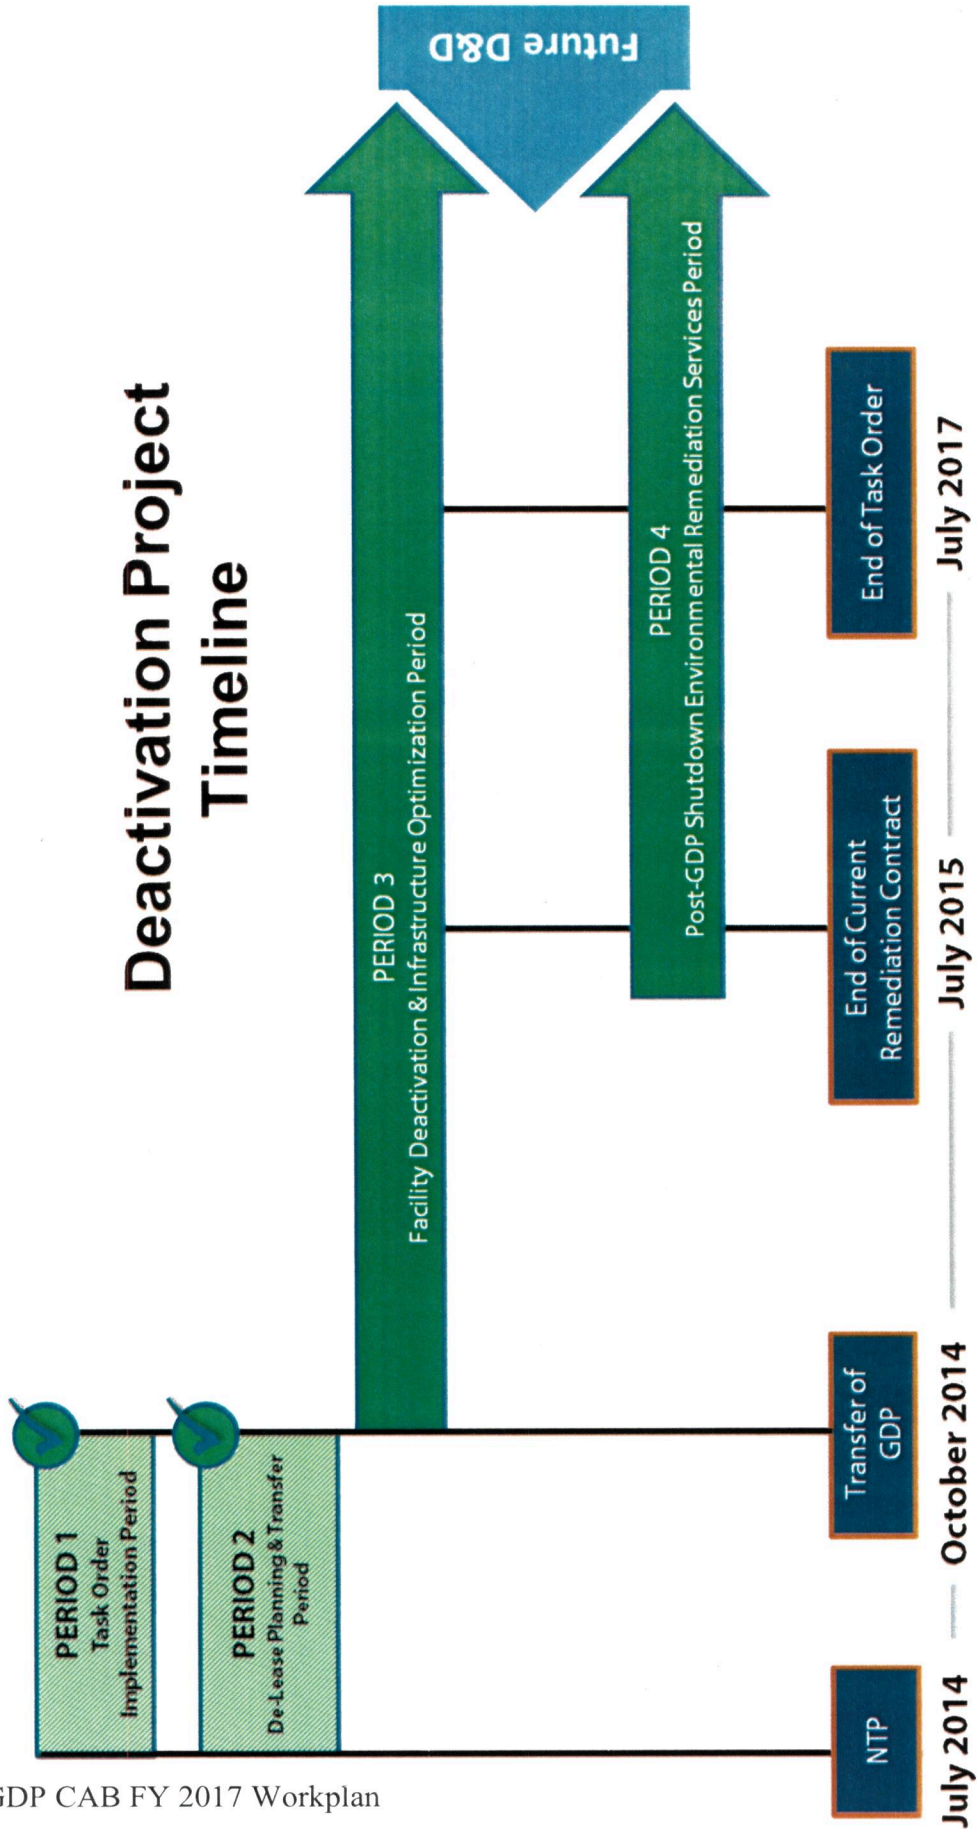 Deactivation Project
Timeline
PERIOD 1
Task Order
Implementation Period
PERIOD 2
De-Lease Planning & Transfer
Period
PERIOD 3
Facility Deactivation & Infrastructure Optimization Period
PERIOD 4
Post-GDP Shutdown Environmental Remediation Services Period
Future D&D
NTP
Transfer of
GDP
End of Current
Remediation Contract
End of Task Order
July 2014
October 2014
July 2015
July 2017
GDP CAB FY 2017 Workplan